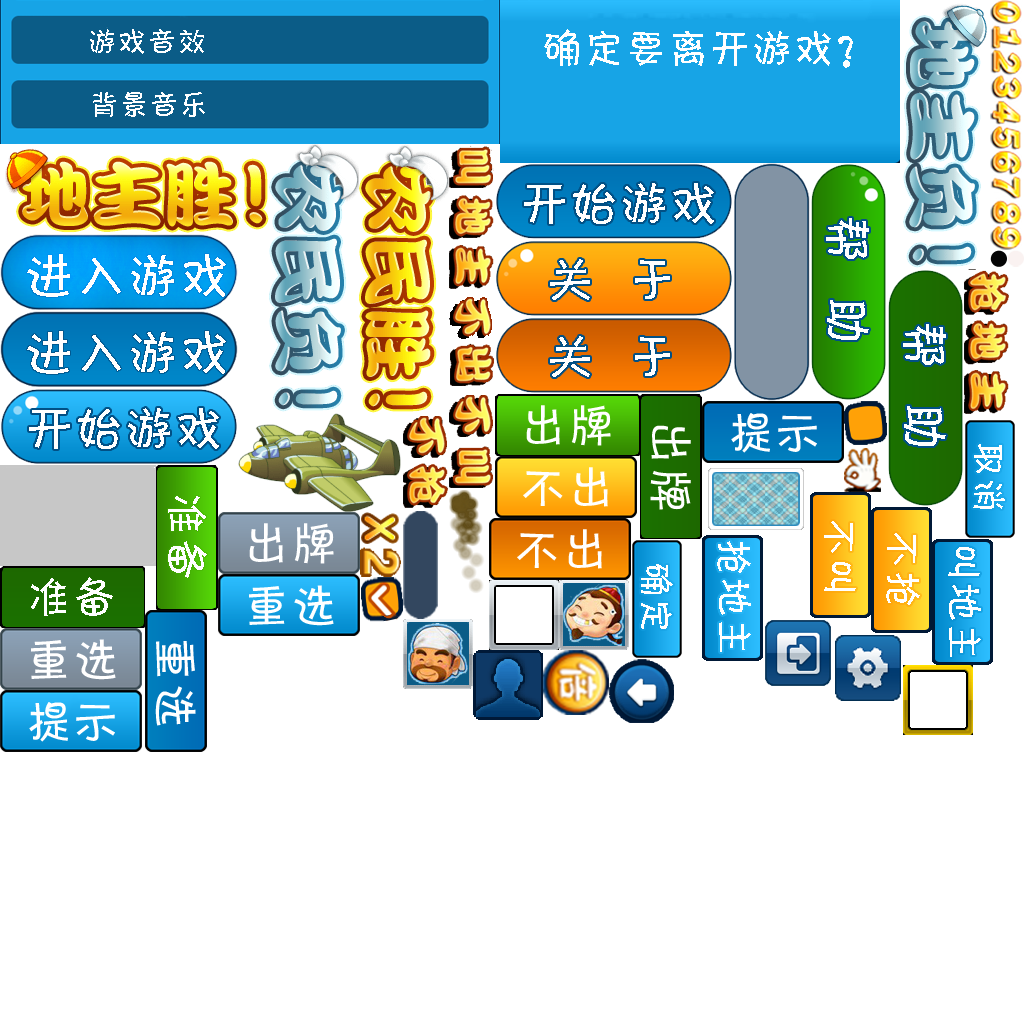 游戏音效
背景音乐
确定要离开游戏?
地主负!
0123456789
地主胜!
农民负!
农民胜!
叫地主
不出
不叫
不抢
抢地主
进入游戏
进入游戏
开始游戏
开始游戏
关 于
关 于
帮 助
帮 助
准备
准备
重选
提示
重选
出牌
重选
X2
出牌
不出
不出
出牌
提示
确定
抢地主
不叫
不抢
叫地主
取消
倍